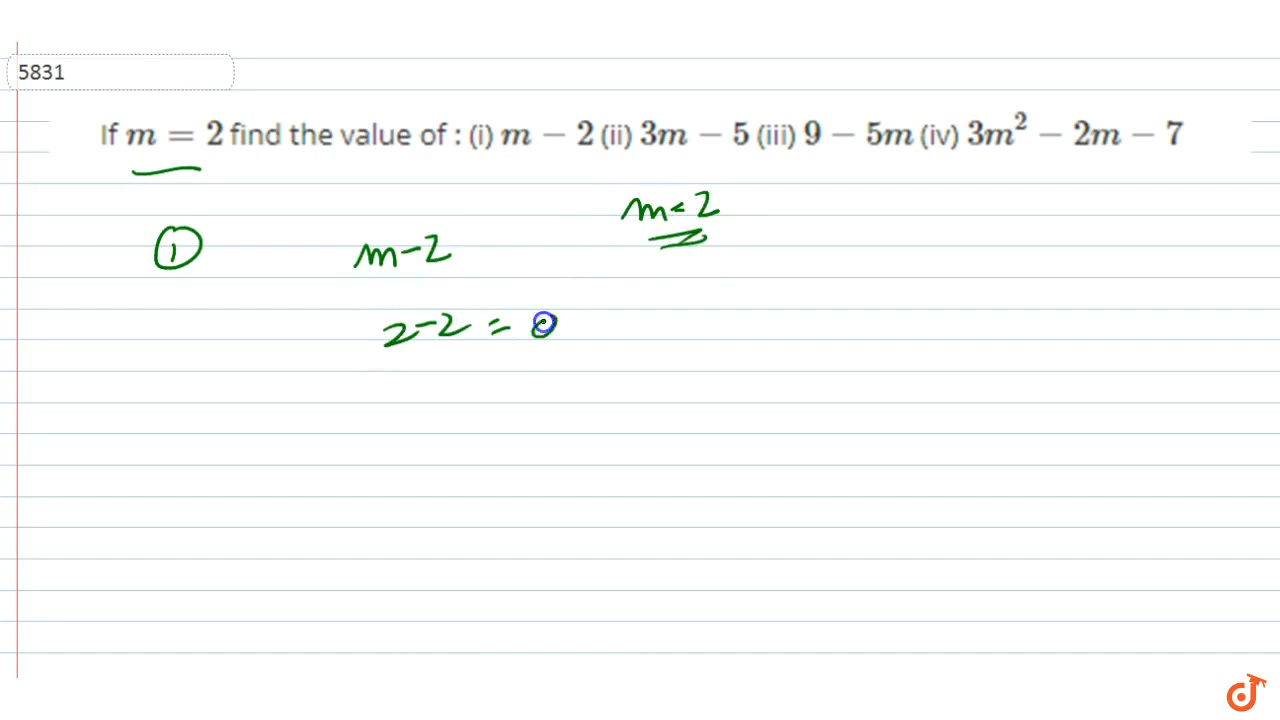 5831
If m = 2 find the value of : (i) m − 2 (ii) 3m − 5 (iii) 9 − 5m (iv) 3m² − 2m − 7
m = 2
① m-2
2-2 = 0